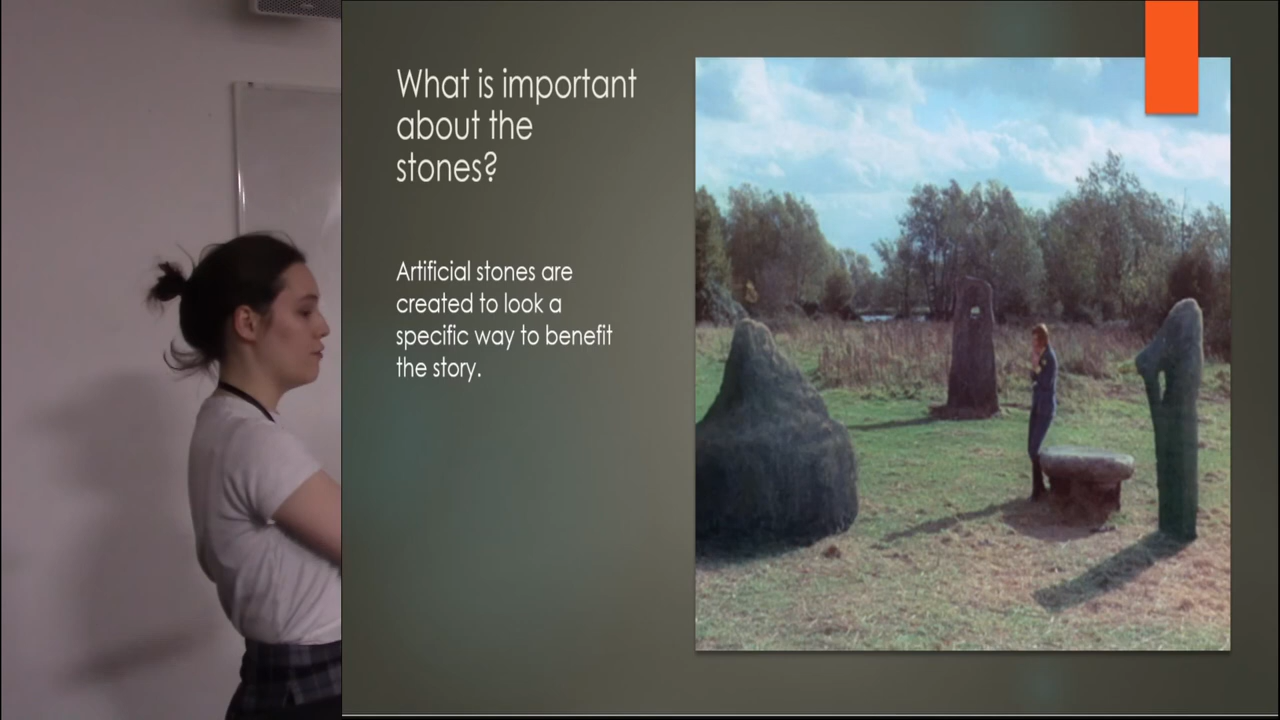 What is important
about the
stones?
Artificial stones are
created to look a
specific way to benefit
the story.